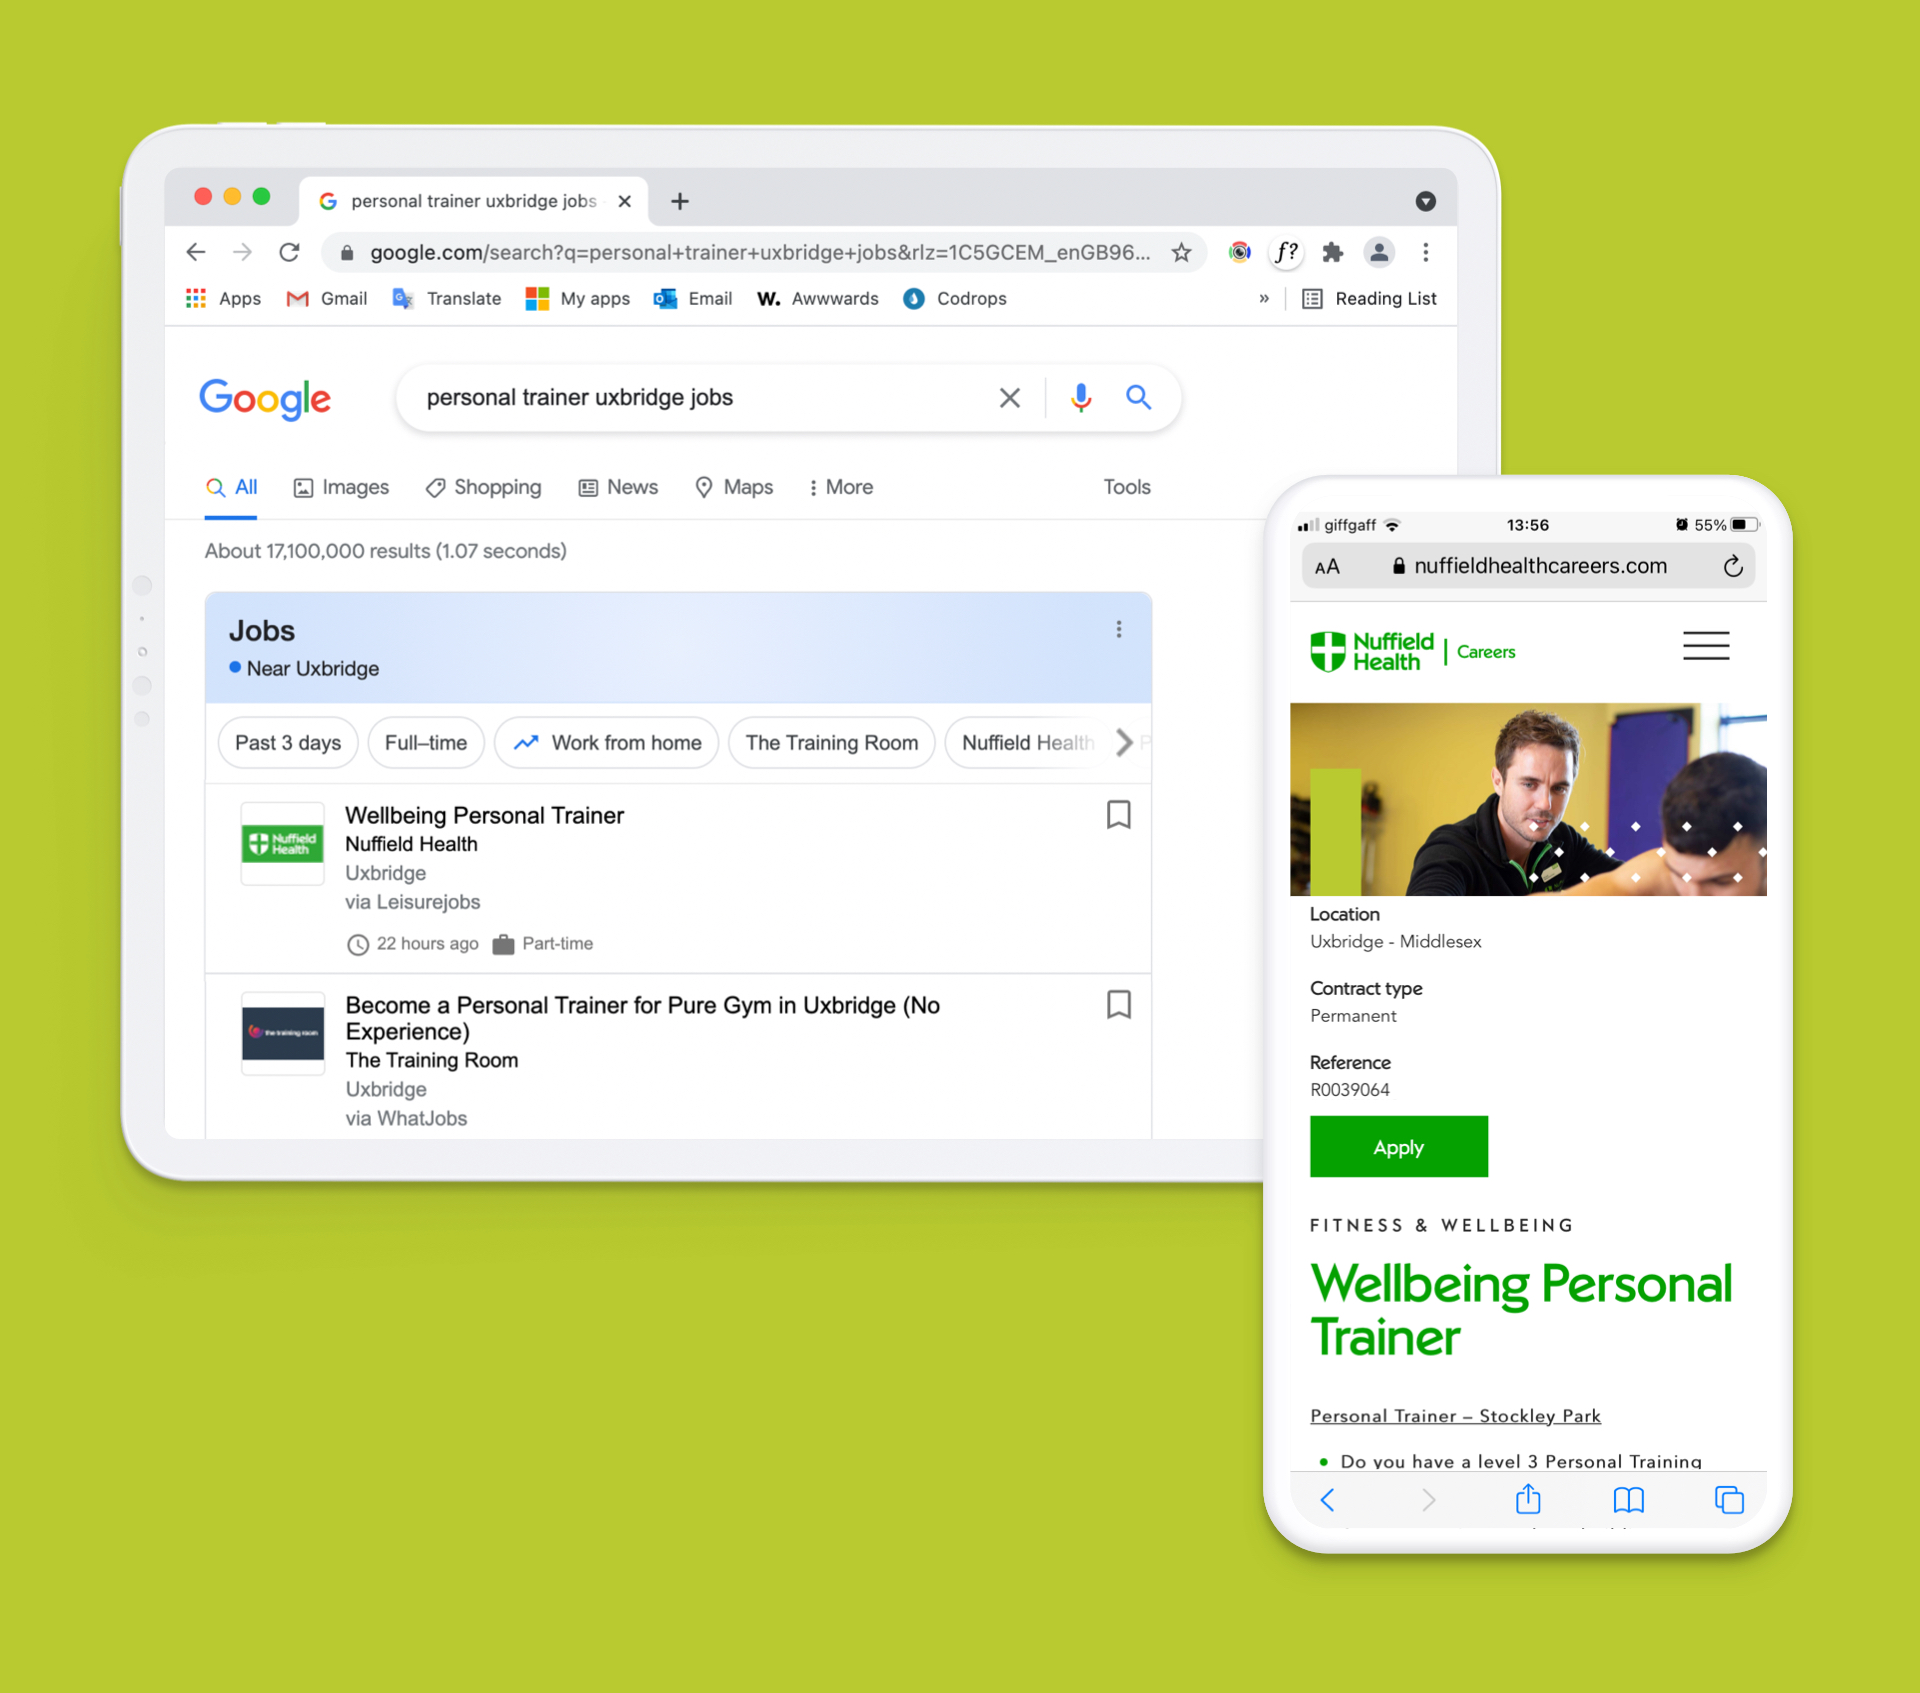 personal trainer uxbridge jobs
google.com/search?q=personal+trainer+uxbridge+jobs&rlz=1C5GCEM_enGB96...
f?
Apps
Gmail
Translate
My apps
Email
W. Awwwards
Codrops
»
Reading List
Google
personal trainer uxbridge jobs
All
Images
Shopping
News
Maps
More
Tools
About 17,100,000 results (1.07 seconds)
Jobs
Near Uxbridge
Past 3 days
Full–time
Work from home
The Training Room
Nuffield Health
P
Nuffield
Health
Wellbeing Personal Trainer
Nuffield Health
Uxbridge
via Leisurejobs
22 hours ago
Part-time
the training room
Become a Personal Trainer for Pure Gym in Uxbridge (No
Experience)
The Training Room
Uxbridge
via WhatJobs
giffgaff
13:56
55%
AA
nuffieldhealthcareers.com
Nuffield
Health
Careers
Location
Uxbridge - Middlesex
Contract type
Permanent
Reference
R0039064
Apply
FITNESS & WELLBEING
Wellbeing Personal
Trainer
Personal Trainer – Stockley Park
Do you have a level 3 Personal Training